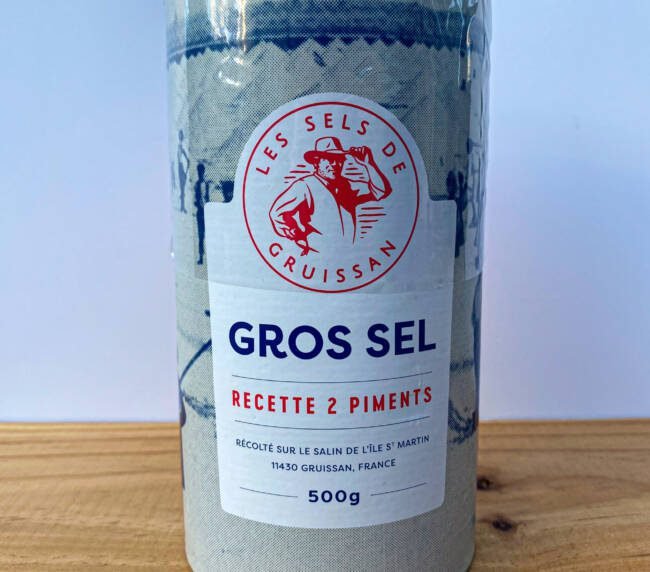 LES SELS DE
GRUISSAN
GROS SEL
RECETTE 2 PIMENTS
RÉCOLTÉ SUR LE SALIN DE L'ÎLE ST MARTIN
11430 GRUISSAN, FRANCE
500g